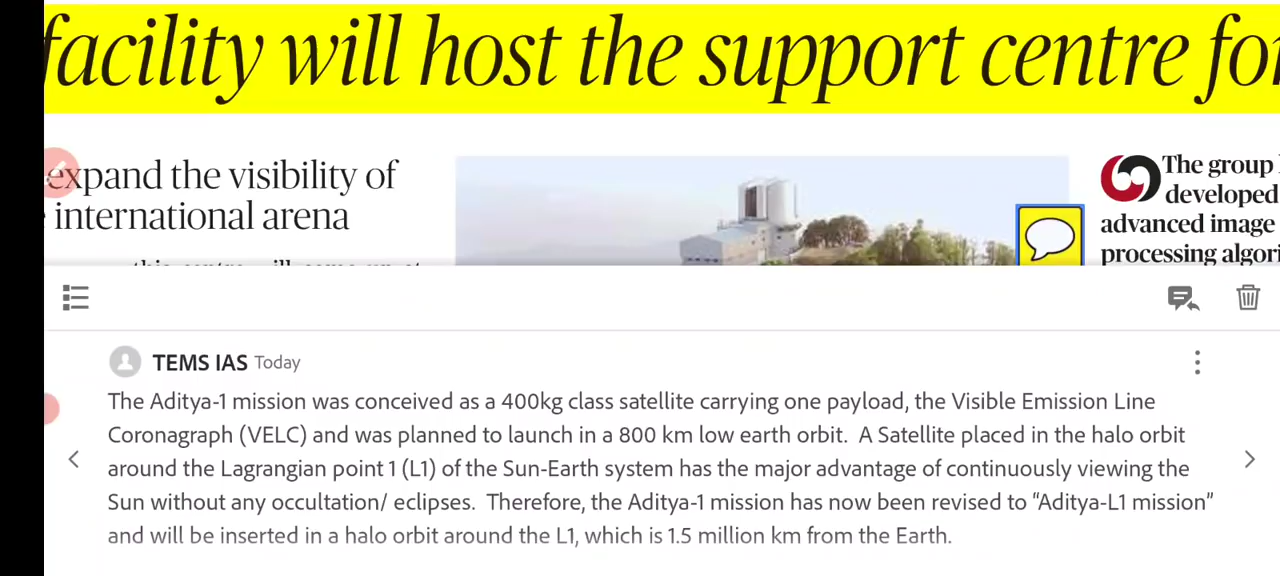 facility will host the support centre for
expand the visibility of
international arena
The group
developed
advanced image
processing algori
TEMS IAS Today
The Aditya-1 mission was conceived as a 400kg class satellite carrying one payload, the Visible Emission Line
Coronagraph (VELC) and was planned to launch in a 800 km low earth orbit. A Satellite placed in the halo orbit
around the Lagrangian point 1 (L1) of the Sun-Earth system has the major advantage of continuously viewing the
Sun without any occultation/ eclipses. Therefore, the Aditya-1 mission has now been revised to “Aditya-L1 mission”
and will be inserted in a halo orbit around the L1, which is 1.5 million km from the Earth.